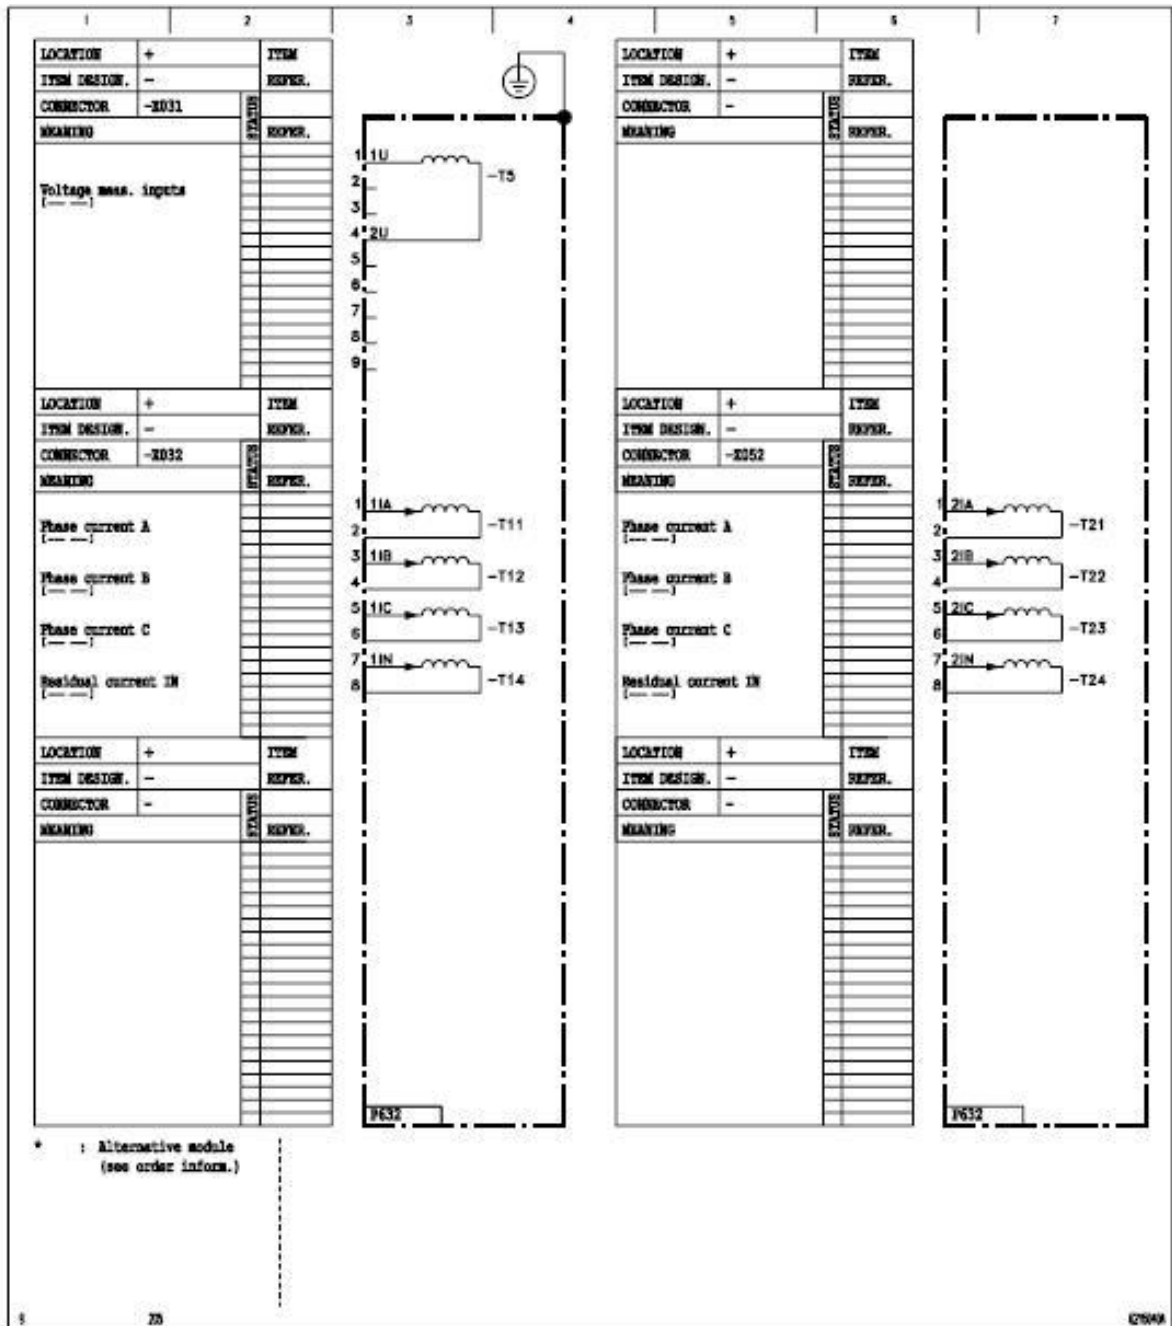 1 2 3 4 5 6 7
LOCATION + ITEM
ITEM DESIGN. - REFER.
CONNECTOR -X031
MEANING STATUS REFER.
Voltage meas. inputs
[--- ---]
1 1U
-T5
2
3
4 2U
5
6
7
8
9
LOCATION + ITEM
ITEM DESIGN. - REFER.
CONNECTOR -X032
MEANING STATUS REFER.
Phase current A
[--- ---]
Phase current B
[--- ---]
Phase current C
[--- ---]
Residual current IN
[--- ---]
1 1IA
2 -T11
3 1IB
4 -T12
5 1IC
6 -T13
7 1IN
8 -T14
LOCATION + ITEM
ITEM DESIGN. - REFER.
CONNECTOR -
MEANING STATUS REFER.
P632
LOCATION + ITEM
ITEM DESIGN. - REFER.
CONNECTOR -
MEANING STATUS REFER.
LOCATION + ITEM
ITEM DESIGN. - REFER.
CONNECTOR -X052
MEANING STATUS REFER.
Phase current A
[--- ---]
Phase current B
[--- ---]
Phase current C
[--- ---]
Residual current IN
[--- ---]
1 2IA
2 -T21
3 2IB
4 -T22
5 2IC
6 -T23
7 2IN
8 -T24
LOCATION + ITEM
ITEM DESIGN. - REFER.
CONNECTOR -
MEANING STATUS REFER.
P632
* : Alternative module
(see order inform.)